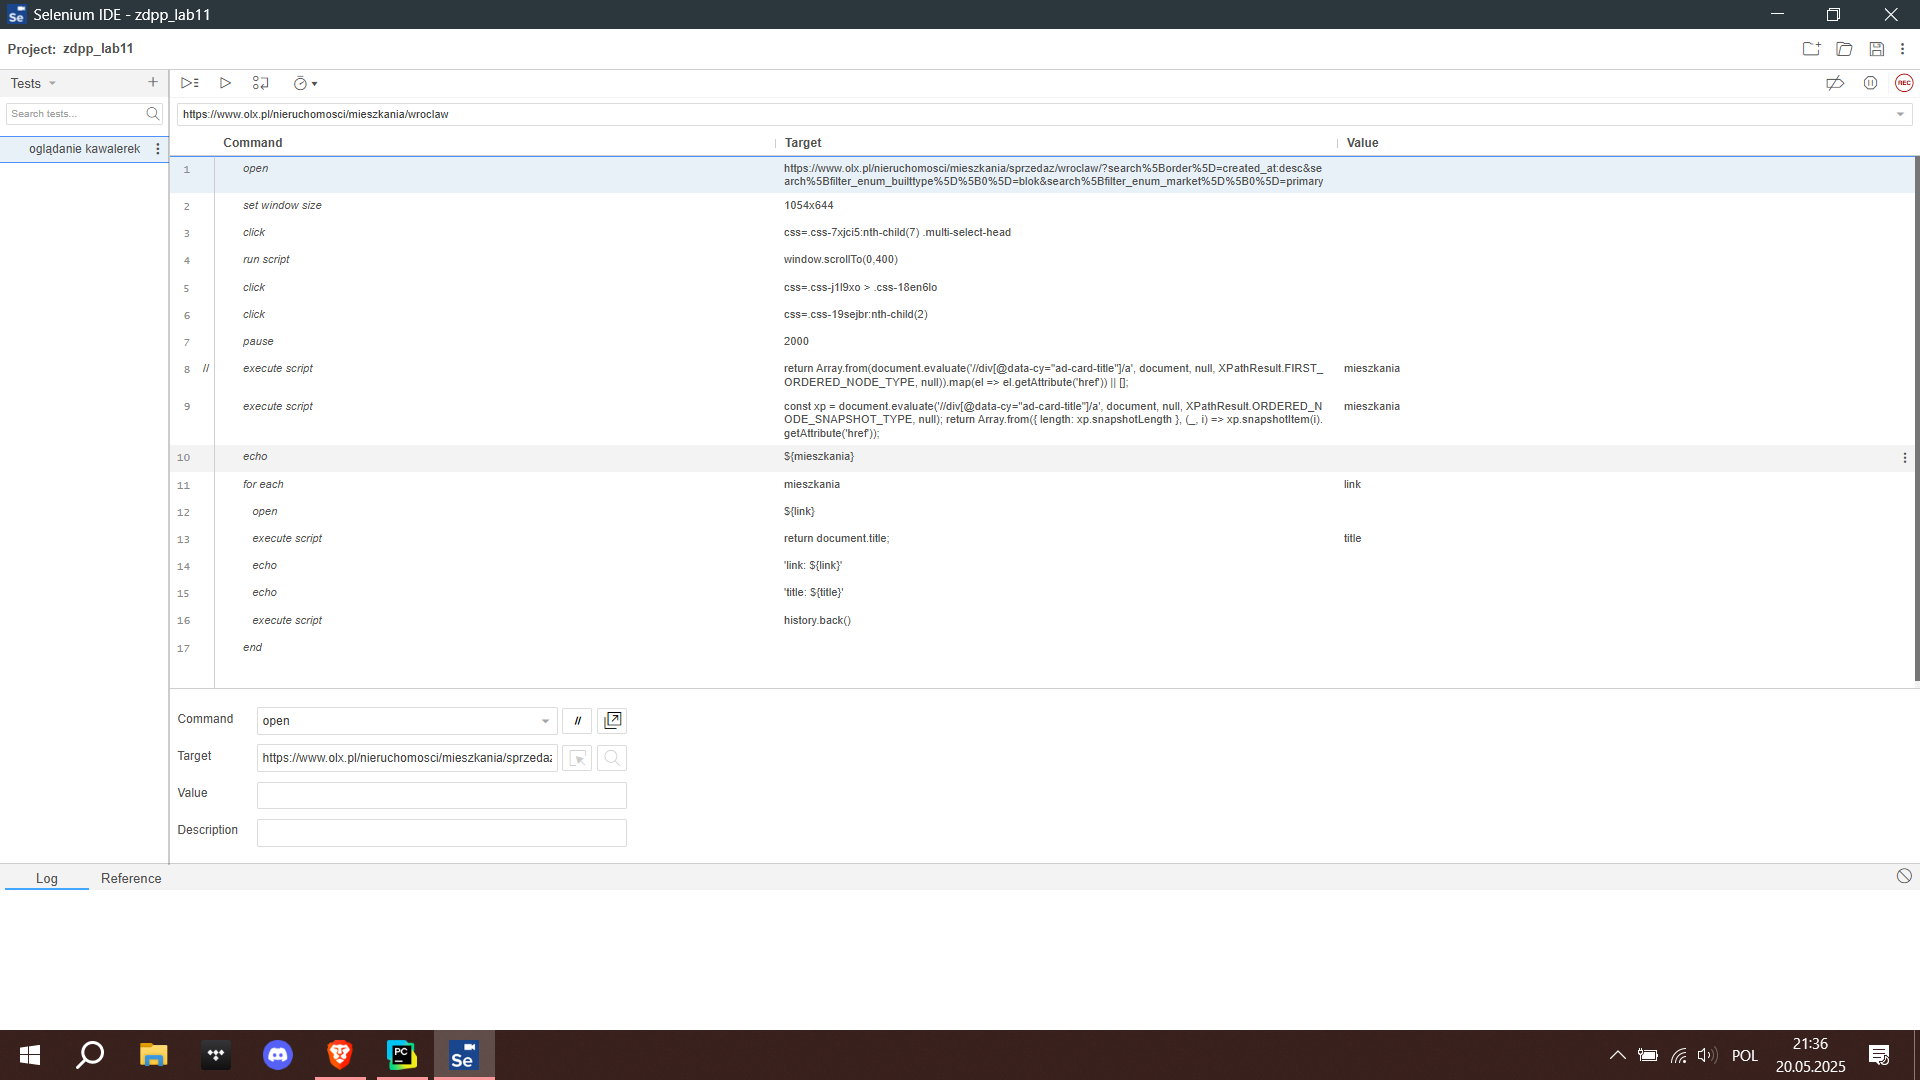 Selenium IDE - zdpp_lab11
Project: zdpp_lab11
Tests
+
Search tests...
https://www.olx.pl/nieruchomosci/mieszkania/wroclaw
oglądanie kawalerek
REC
Command Target Value
1 open https://www.olx.pl/nieruchomosci/mieszkania/sprzedaz/wroclaw/?search%5Border%5D=created_at:desc&se
arch%5Bfilter_enum_builttype%5D%5B0%5D=blok&search%5Bfilter_enum_market%5D%5B0%5D=primary
2 set window size 1054x644
3 click css=.css-7xjci5:nth-child(7) .multi-select-head
4 run script window.scrollTo(0,400)
5 click css=.css-j1l9xo > .css-18en6lo
6 click css=.css-19sejbr:nth-child(2)
7 pause 2000
8 // execute script return Array.from(document.evaluate('//div[@data-cy="ad-card-title"]/a', document, null, XPathResult.FIRST_ mieszkania
ORDERED_NODE_TYPE, null)).map(el => el.getAttribute('href')) || [];
9 execute script const xp = document.evaluate('//div[@data-cy="ad-card-title"]/a', document, null, XPathResult.ORDERED_N mieszkania
ODE_SNAPSHOT_TYPE, null); return Array.from({ length: xp.snapshotLength }, (_, i) => xp.snapshotItem(i).
getAttribute('href'));
10 echo ${mieszkania}
11 for each mieszkania link
12 open ${link}
13 execute script return document.title; title
14 echo 'link: ${link}'
15 echo 'title: ${title}'
16 execute script history.back()
17 end
Command open //
Target https://www.olx.pl/nieruchomosci/mieszkania/sprzedaz
Value
Description
Log Reference
PC
Se
POL
21:36
20.05.2025